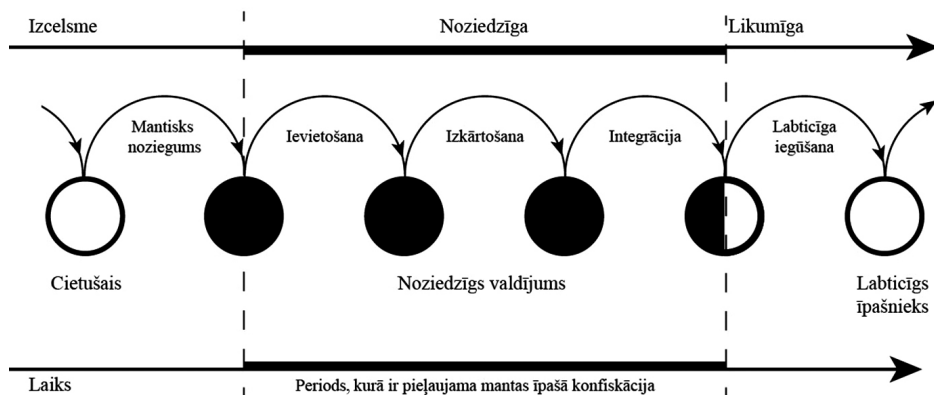 Izcelsme
Noziedzīga
Likumīga
Mantisks
noziegums
Ievietošana
Izkārtošana
Integrācija
Labticīga
iegūšana
Cietušais
Noziedzīgs valdījums
Labticīgs
īpašnieks
Laiks
Periods, kurā ir pieļaujama mantas īpašā konfiskācija